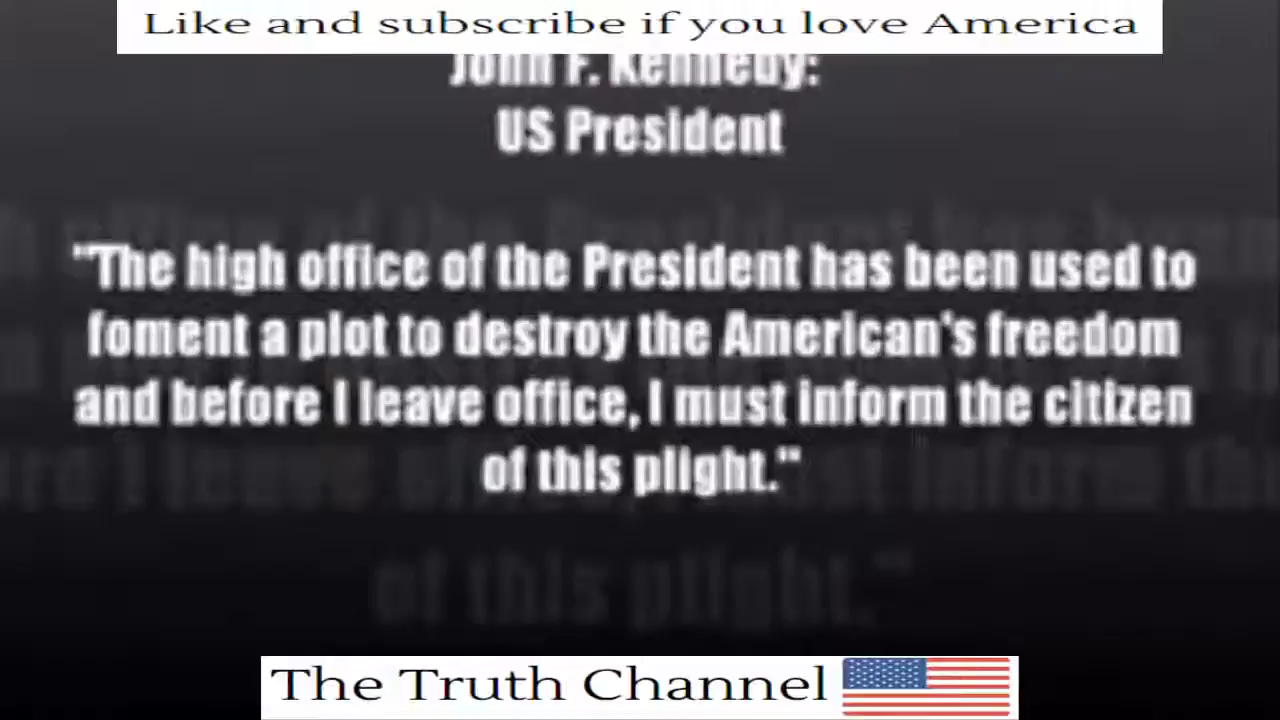 Like and subscribe if you love America
John F. Kennedy:
US President
"The high office of the President has been used to
foment a plot to destroy the American's freedom
and before I leave office, I must inform the citizen
of this plight."
The Truth Channel